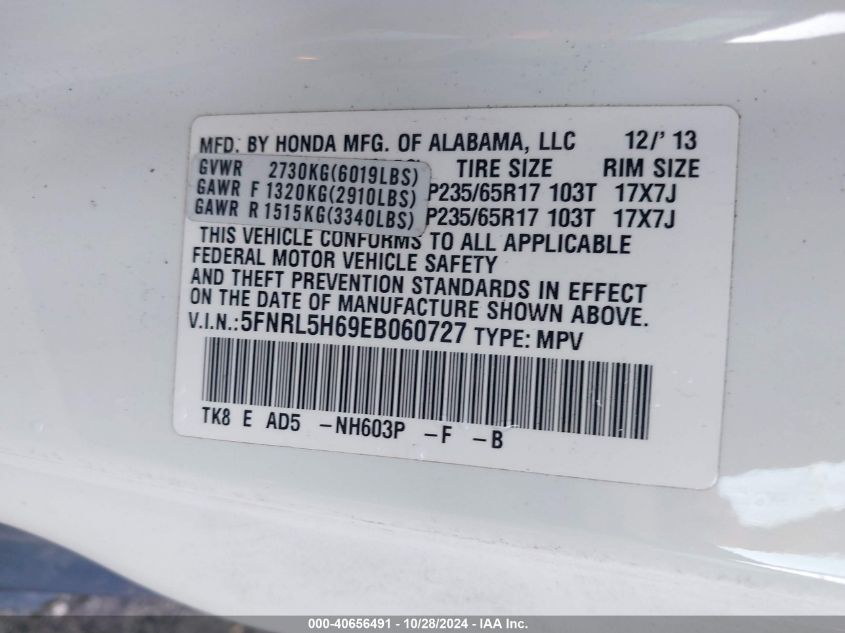 MFD. BY HONDA MFG. OF ALABAMA, LLC 12/' 13
TIRE SIZE RIM SIZE
GVWR 2730KG(6019LBS)
GAWR F 1320KG(2910LBS) P235/65R17 103T 17X7J
GAWR R 1515KG(3340LBS) P235/65R17 103T 17X7J
THIS VEHICLE CONFORMS TO ALL APPLICABLE
FEDERAL MOTOR VEHICLE SAFETY
AND THEFT PREVENTION STANDARDS IN EFFECT
ON THE DATE OF MANUFACTURE SHOWN ABOVE.
V.I.N.:5FNRL5H69EB060727 TYPE: MPV
TK8 E AD5 -NH603P -F -B
000-40656491 - 10/28/2024 - IAA Inc.